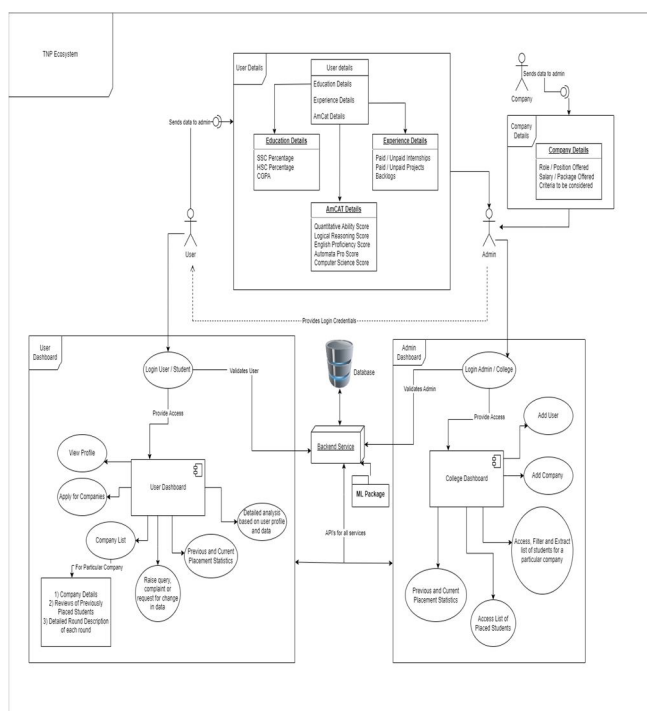 TNP Ecosystem
User Details
User details
Education Details
Experience Details
AmCat Details
Sends data to admin
Company
Sends data to admin
Education Details
SSC Percentage
HSC Percentage
CGPA
Experience Details
Paid / Unpaid Internships
Paid / Unpaid Projects
Backlogs
Company
Details
Company Details
Role / Position Offered
Salary / Package Offered
Criteria to be considered
AmCAT Details
Quantitative Ability Score
Logical Reasoning Score
English Proficiency Score
Automata Pro Score
Computer Science Score
User
Admin
Provides Login Credentials
User
Dashboard
Login User / Student
Validates User
Provide Access
Database
Backend Service
ML Package
API's for all services
Admin
Dashboard
Login Admin / College
Validates Admin
Provide Access
View Profile
Apply for Companies
User Dashboard
Company List
For Particular Company
1) Company Details
2) Reviews of Previously
Placed Students
3) Detailed Round Description
of each round
Raise query,
complaint or
request for change
in data
Previous and Current
Placement Statistics
Detailed analysis
based on user profile
and data
College Dashboard
Add User
Add Company
Access, Filter and Extract
list of students for a
particular company
Previous and Current
Placement Statistics
Access List of
Placed Students